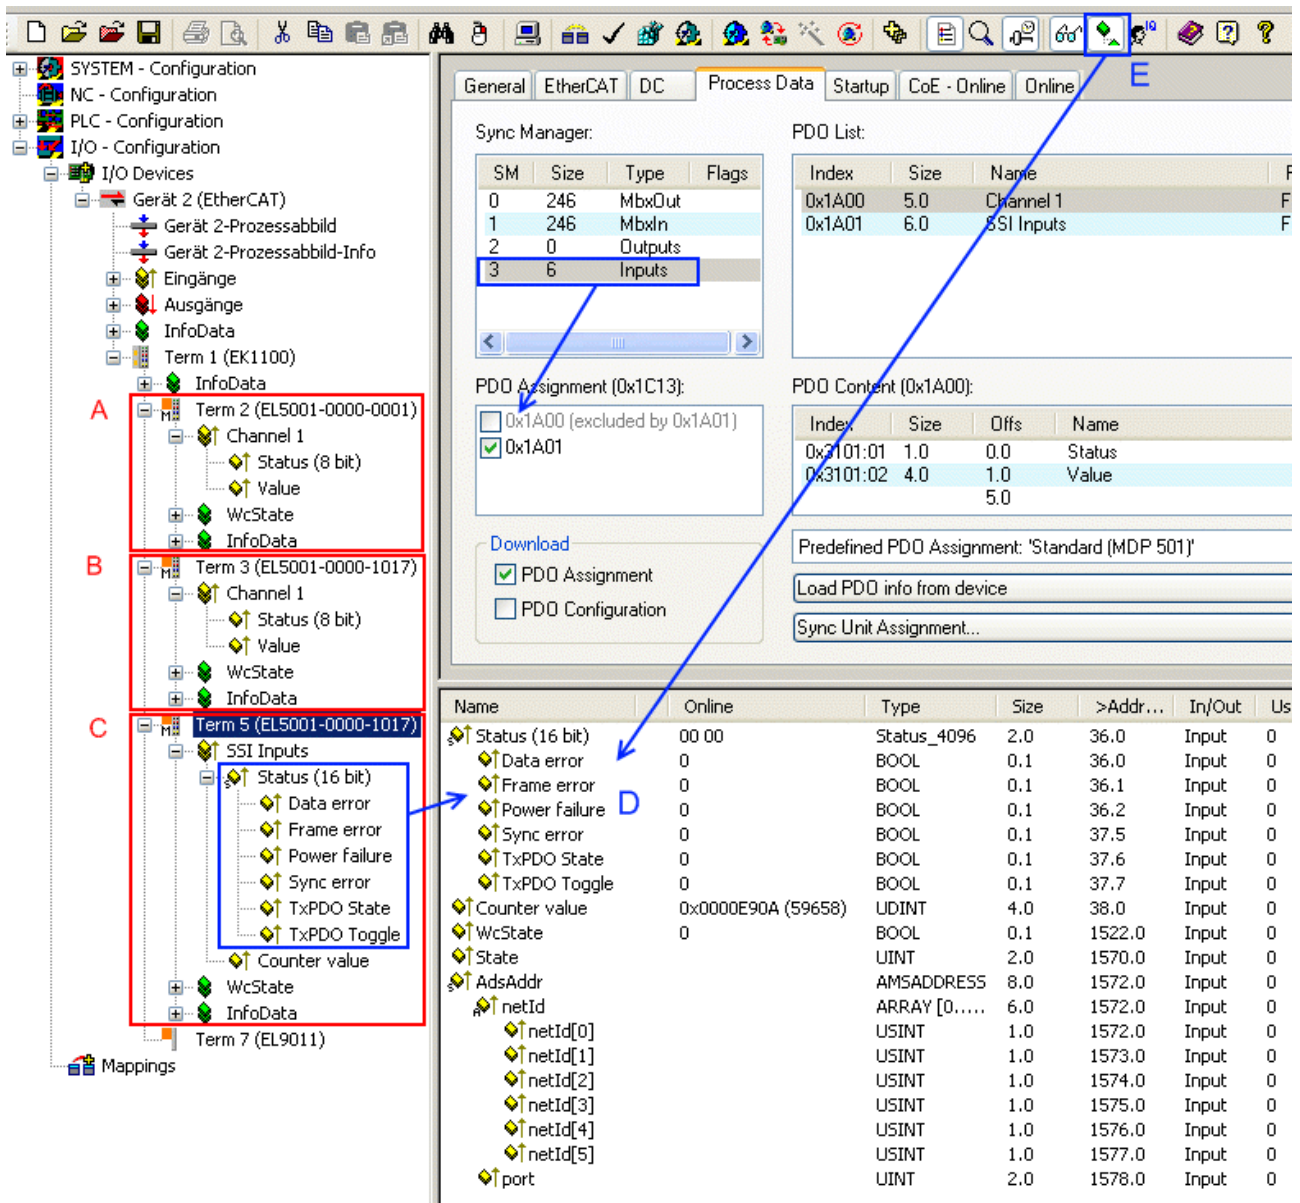 SYSTEM - Configuration
NC - Configuration
PLC - Configuration
I/O - Configuration
I/O Devices
Gerät 2 (EtherCAT)
Gerät 2-Prozessabbild
Gerät 2-Prozessabbild-Info
Eingänge
Ausgänge
InfoData
Term 1 (EK1100)
InfoData
A
Term 2 (EL5001-0000-0001)
Channel 1
Status (8 bit)
Value
WcState
InfoData
B
Term 3 (EL5001-0000-1017)
Channel 1
Status (8 bit)
Value
WcState
InfoData
C
Term 5 (EL5001-0000-1017)
SSI Inputs
Status (16 bit)
Data error
Frame error
Power failure
Sync error
TxPDO State
TxPDO Toggle
Counter value
WcState
InfoData
Term 7 (EL9011)
Mappings
E
General EtherCAT DC Process Data Startup CoE - Online Online
Sync Manager:
SM Size Type Flags
0 246 MbxOut
1 246 MbxIn
2 0 Outputs
3 6 Inputs
PDO List:
Index Size Name F
0x1A00 5.0 Channel 1 F
0x1A01 6.0 SSI Inputs F
PDO Assignment (0x1C13):
0x1A00 (excluded by 0x1A01)
0x1A01
PDO Content (0x1A00):
Index Size Offs Name
0x3101:01 1.0 0.0 Status
0x3101:02 4.0 1.0 Value
5.0
Download
PDO Assignment
PDO Configuration
Predefined PDO Assignment: 'Standard (MDP 501)'
Load PDO info from device
Sync Unit Assignment...
Name Online Type Size >Addr... In/Out Us
Status (16 bit) 00 00 Status_4096 2.0 36.0 Input 0
Data error 0 BOOL 0.1 36.0 Input 0
Frame error 0 BOOL 0.1 36.1 Input 0
Power failure D 0 BOOL 0.1 36.2 Input 0
Sync error 0 BOOL 0.1 37.5 Input 0
TxPDO State 0 BOOL 0.1 37.6 Input 0
TxPDO Toggle 0 BOOL 0.1 37.7 Input 0
Counter value 0x0000E90A (59658) UDINT 4.0 38.0 Input 0
WcState 0 BOOL 0.1 1522.0 Input 0
State UINT 2.0 1570.0 Input 0
AdsAddr AMSADDRESS 8.0 1572.0 Input 0
netId ARRAY [0..... 6.0 1572.0 Input 0
netId[0] USINT 1.0 1572.0 Input 0
netId[1] USINT 1.0 1573.0 Input 0
netId[2] USINT 1.0 1574.0 Input 0
netId[3] USINT 1.0 1575.0 Input 0
netId[4] USINT 1.0 1576.0 Input 0
netId[5] USINT 1.0 1577.0 Input 0
port UINT 2.0 1578.0 Input 0